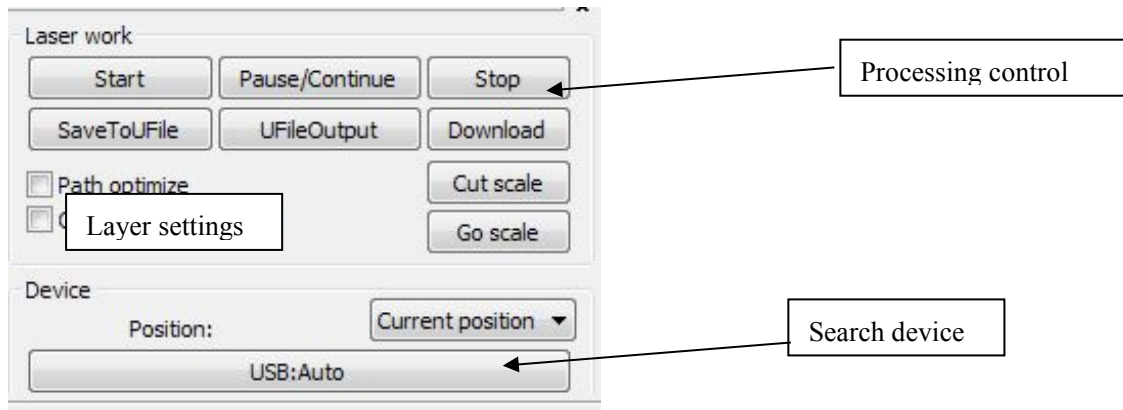 Laser work
Start Pause/Continue Stop
Processing control
SaveToUFile UFileOutput Download
Path optimize Cut scale
Layer settings
Go scale
Device
Position: Current position
Search device
USB:Auto